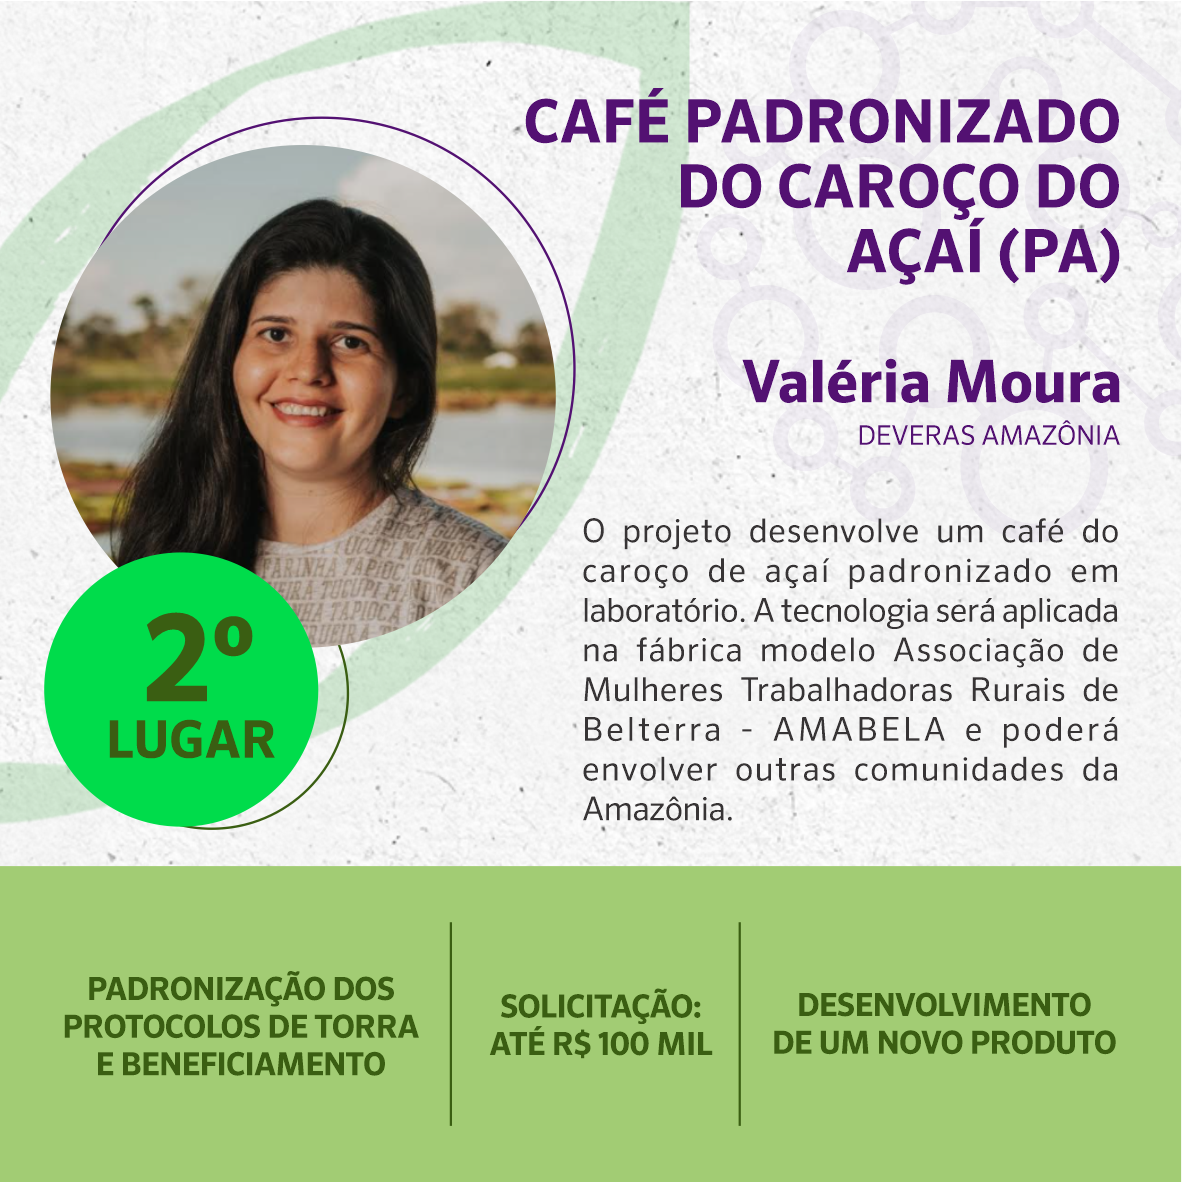 CAFÉ PADRONIZADO
DO CAROÇO DO
AÇAÍ (PA)
Valéria Moura
DEVERAS AMAZÔNIA
O projeto desenvolve um café do
caroço de açaí padronizado em
laboratório. A tecnologia será aplicada
na fábrica modelo Associação de
Mulheres Trabalhadoras Rurais de
Belterra - AMABELA e poderá
envolver outras comunidades da
Amazônia.
2º
LUGAR
PADRONIZAÇÃO DOS
PROTOCOLOS DE TORRA
E BENEFICIAMENTO
SOLICITAÇÃO:
ATÉ R$ 100 MIL
DESENVOLVIMENTO
DE UM NOVO PRODUTO